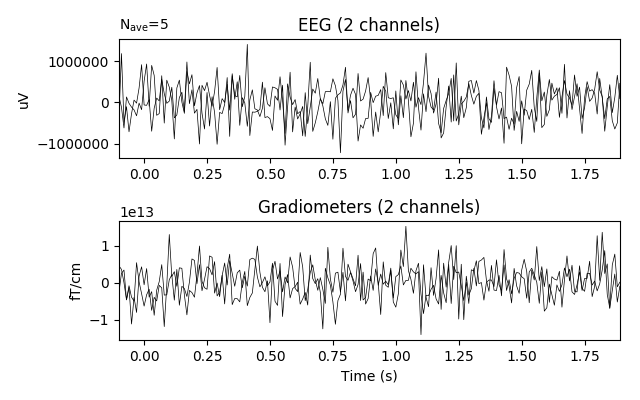 N_ave=5
EEG (2 channels)
1000000
0
−1000000
uV
0.00 0.25 0.50 0.75 1.00 1.25 1.50 1.75
1e13
Gradiometers (2 channels)
1
0
−1
fT/cm
0.00 0.25 0.50 0.75 1.00 1.25 1.50 1.75
Time (s)